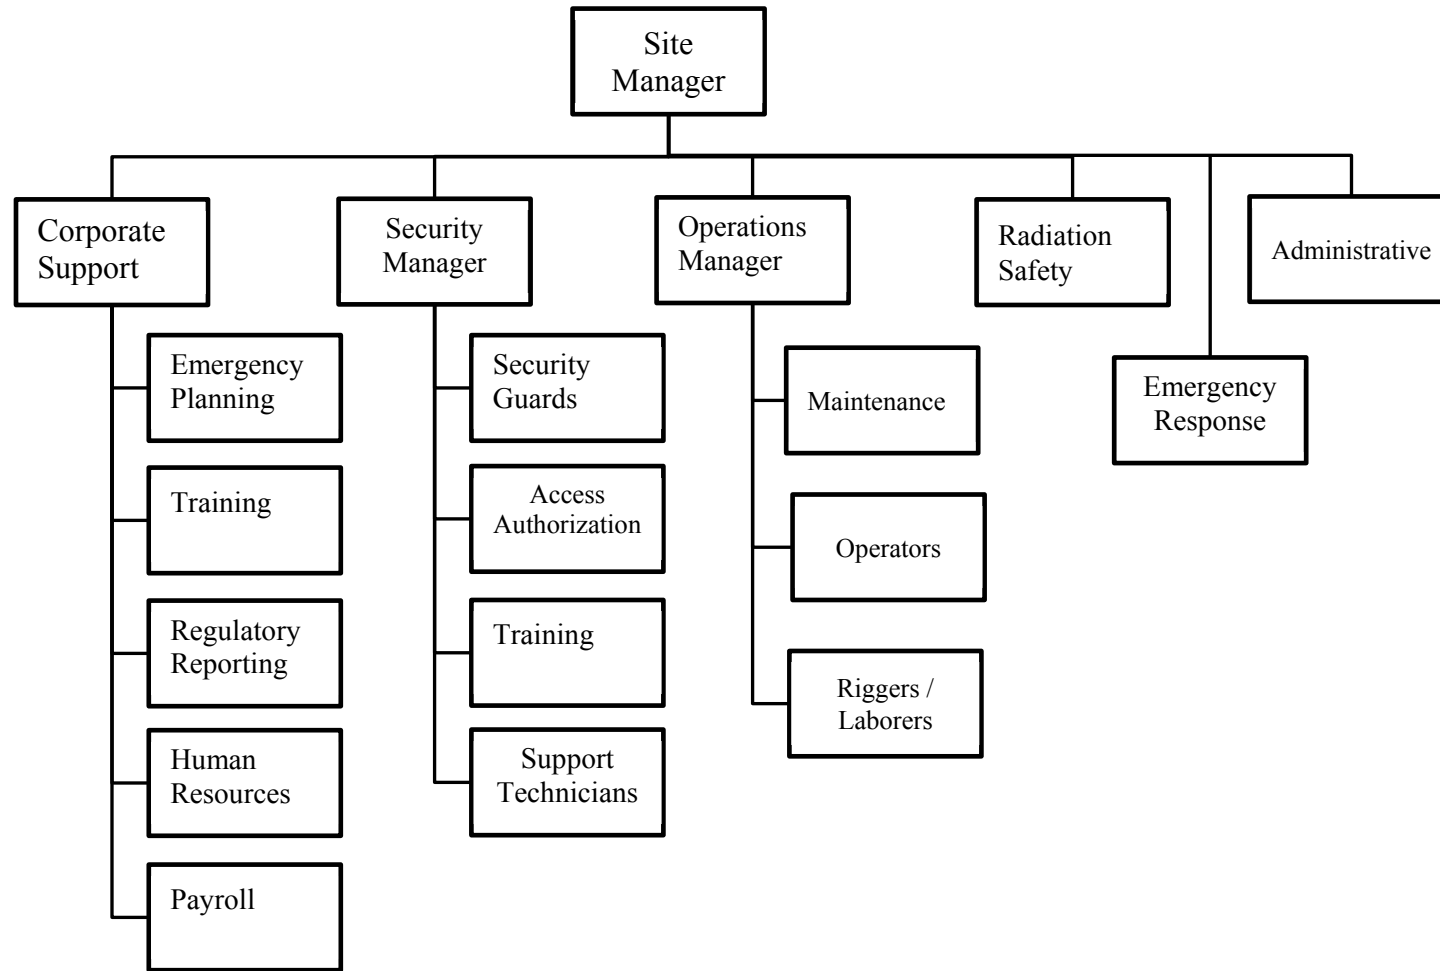 Site
Manager
Corporate
Support
Security
Manager
Operations
Manager
Radiation
Safety
Administrative
Emergency
Planning
Training
Regulatory
Reporting
Human
Resources
Payroll
Security
Guards
Access
Authorization
Training
Support
Technicians
Maintenance
Operators
Riggers /
Laborers
Emergency
Response